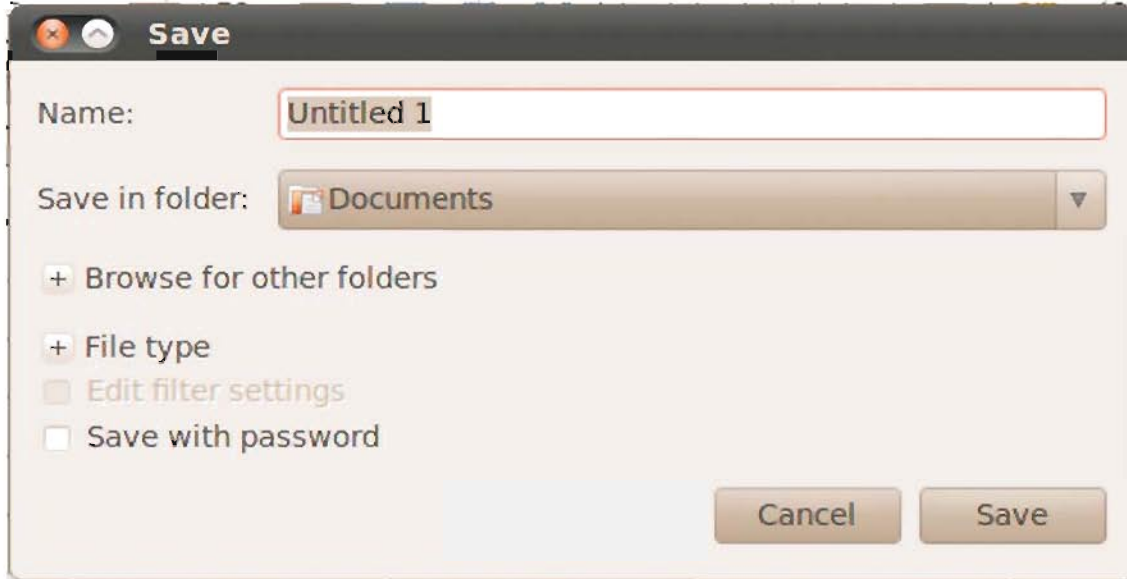 Save
Name: Untitled 1
Save in folder: Documents
+ Browse for other folders
+ File type
Edit filter settings
Save with password
Cancel Save